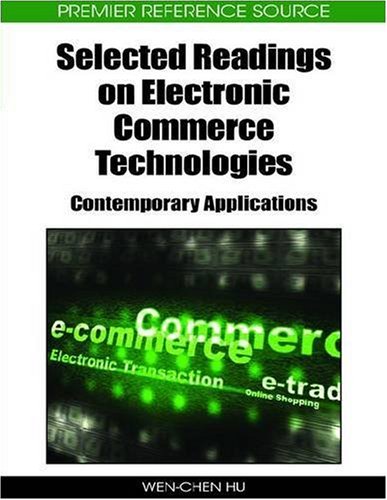 PREMIER REFERENCE SOURCE
Selected Readings
on Electronic
Commerce
Technologies
Contemporary Applications
Commerc
e-commerce
Electronic Transaction
e-trad
Online Shopping
WEN-CHEN HU